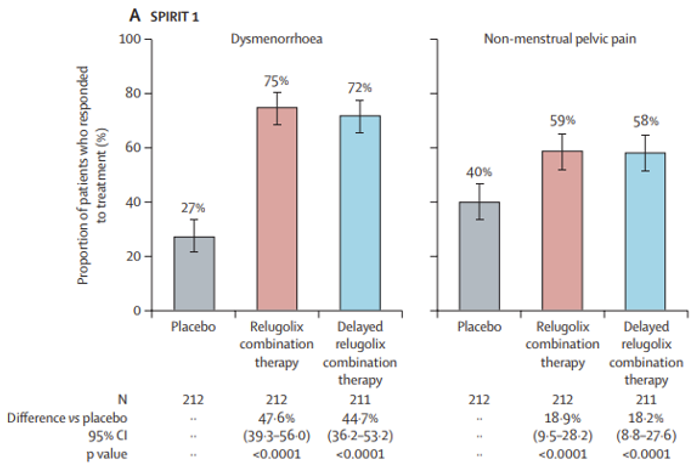 A SPIRIT 1
Dysmenorrhoea
Non-menstrual pelvic pain
Proportion of patients who responded
to treatment (%)
100
80
60
40
20
0
27%
75%
72%
40%
59%
58%
Placebo
Relugolix
combination
therapy
Delayed
relugolix
combination
therapy
Placebo
Relugolix
combination
therapy
Delayed
relugolix
combination
therapy
N 212 212 211 212 212 211
Difference vs placebo ·· 47·6% 44·7% ·· 18·9% 18·2%
95% CI ·· (39·3–56·0) (36·2–53·2) ·· (9·5–28·2) (8·8–27·6)
p value ·· <0.0001 <0.0001 ·· <0.0001 <0.0001